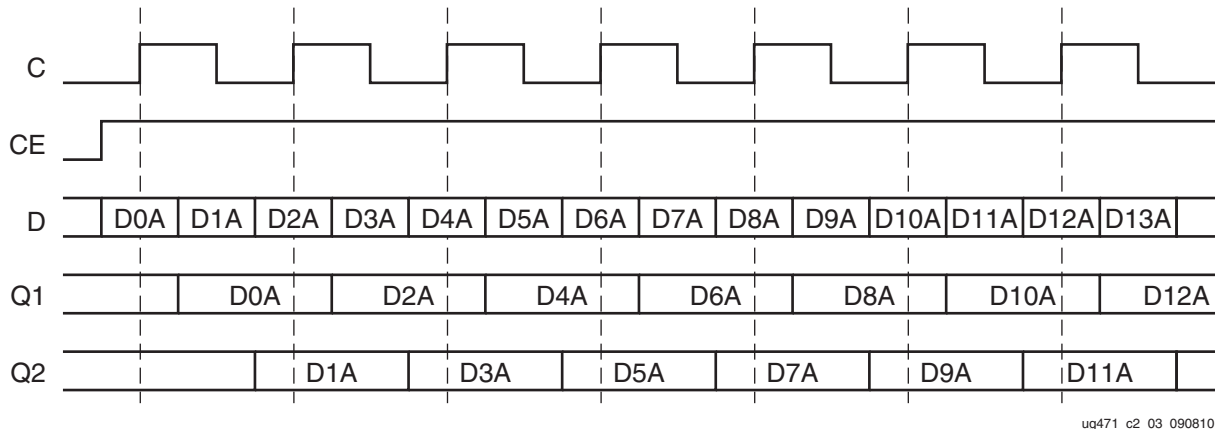 C
CE
D D0A D1A D2A D3A D4A D5A D6A D7A D8A D9A D10A D11A D12A D13A
Q1 D0A D2A D4A D6A D8A D10A D12A
Q2 D1A D3A D5A D7A D9A D11A
ug471_c2_03_090810